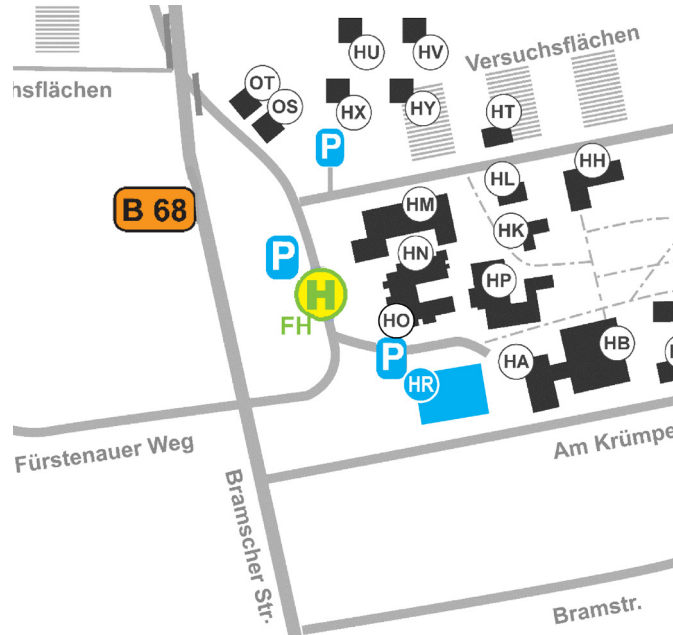 HU
HV
Versuchsflächen
hsflächen
OT
OS
HX
HY
HT
P
HH
HL
B 68
HM
HK
HN
P
HP
H
FH
HO
P
HA
HB
HR
Fürstenauer Weg
Am Krümpe
Bramscher Str.
Bramstr.